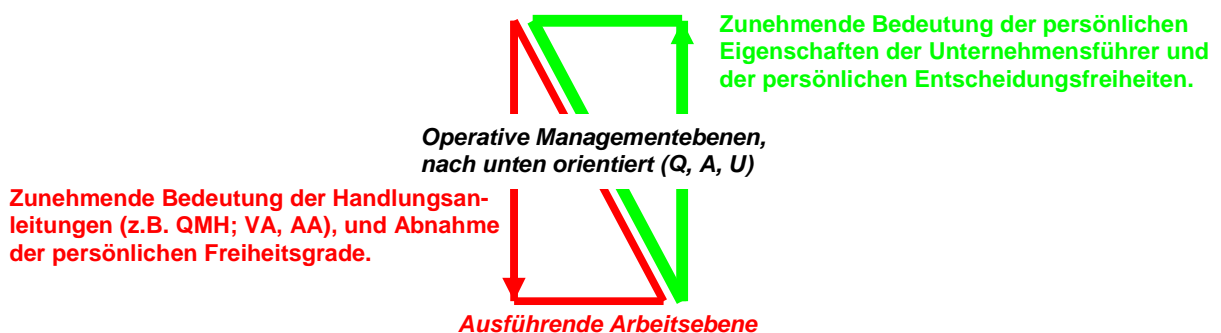 Zunehmende Bedeutung der persönlichen
Eigenschaften der Unternehmensführer und
der persönlichen Entscheidungsfreiheiten.
Operative Managementebenen,
nach unten orientiert (Q, A, U)
Zunehmende Bedeutung der Handlungsan-
leitungen (z.B. QMH; VA, AA), und Abnahme
der persönlichen Freiheitsgrade.
Ausführende Arbeitsebene